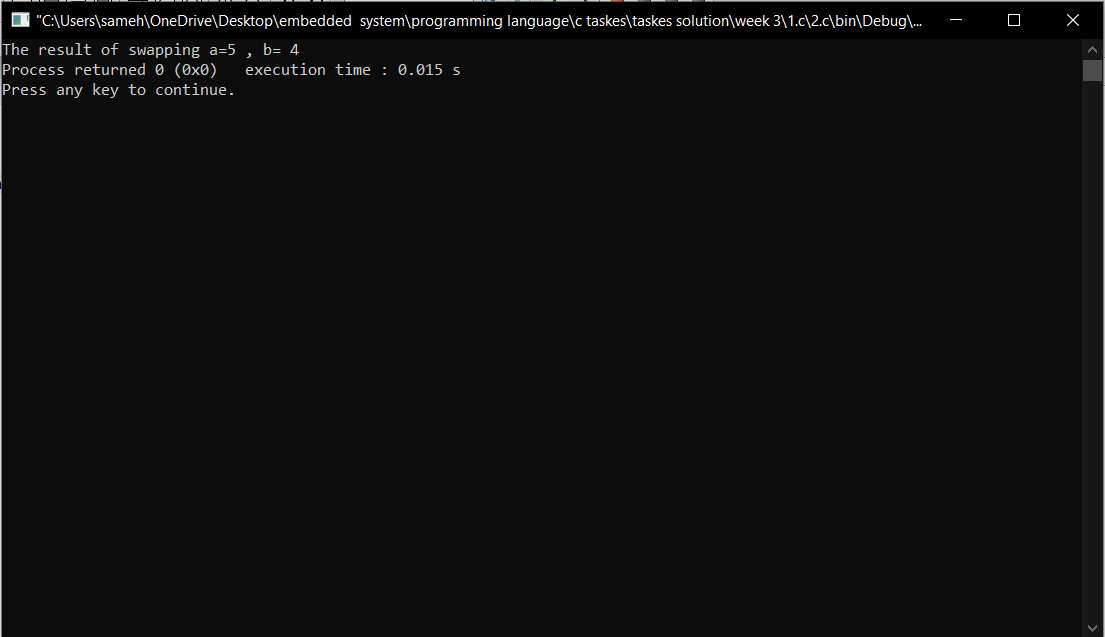 "C:\Users\sameh\OneDrive\Desktop\embedded  system\programming language\c taskes\taskes solution\week 3\1.c\2.c\bin\Debug\...
The result of swapping a=5 , b= 4
Process returned 0 (0x0)   execution time : 0.015 s
Press any key to continue.